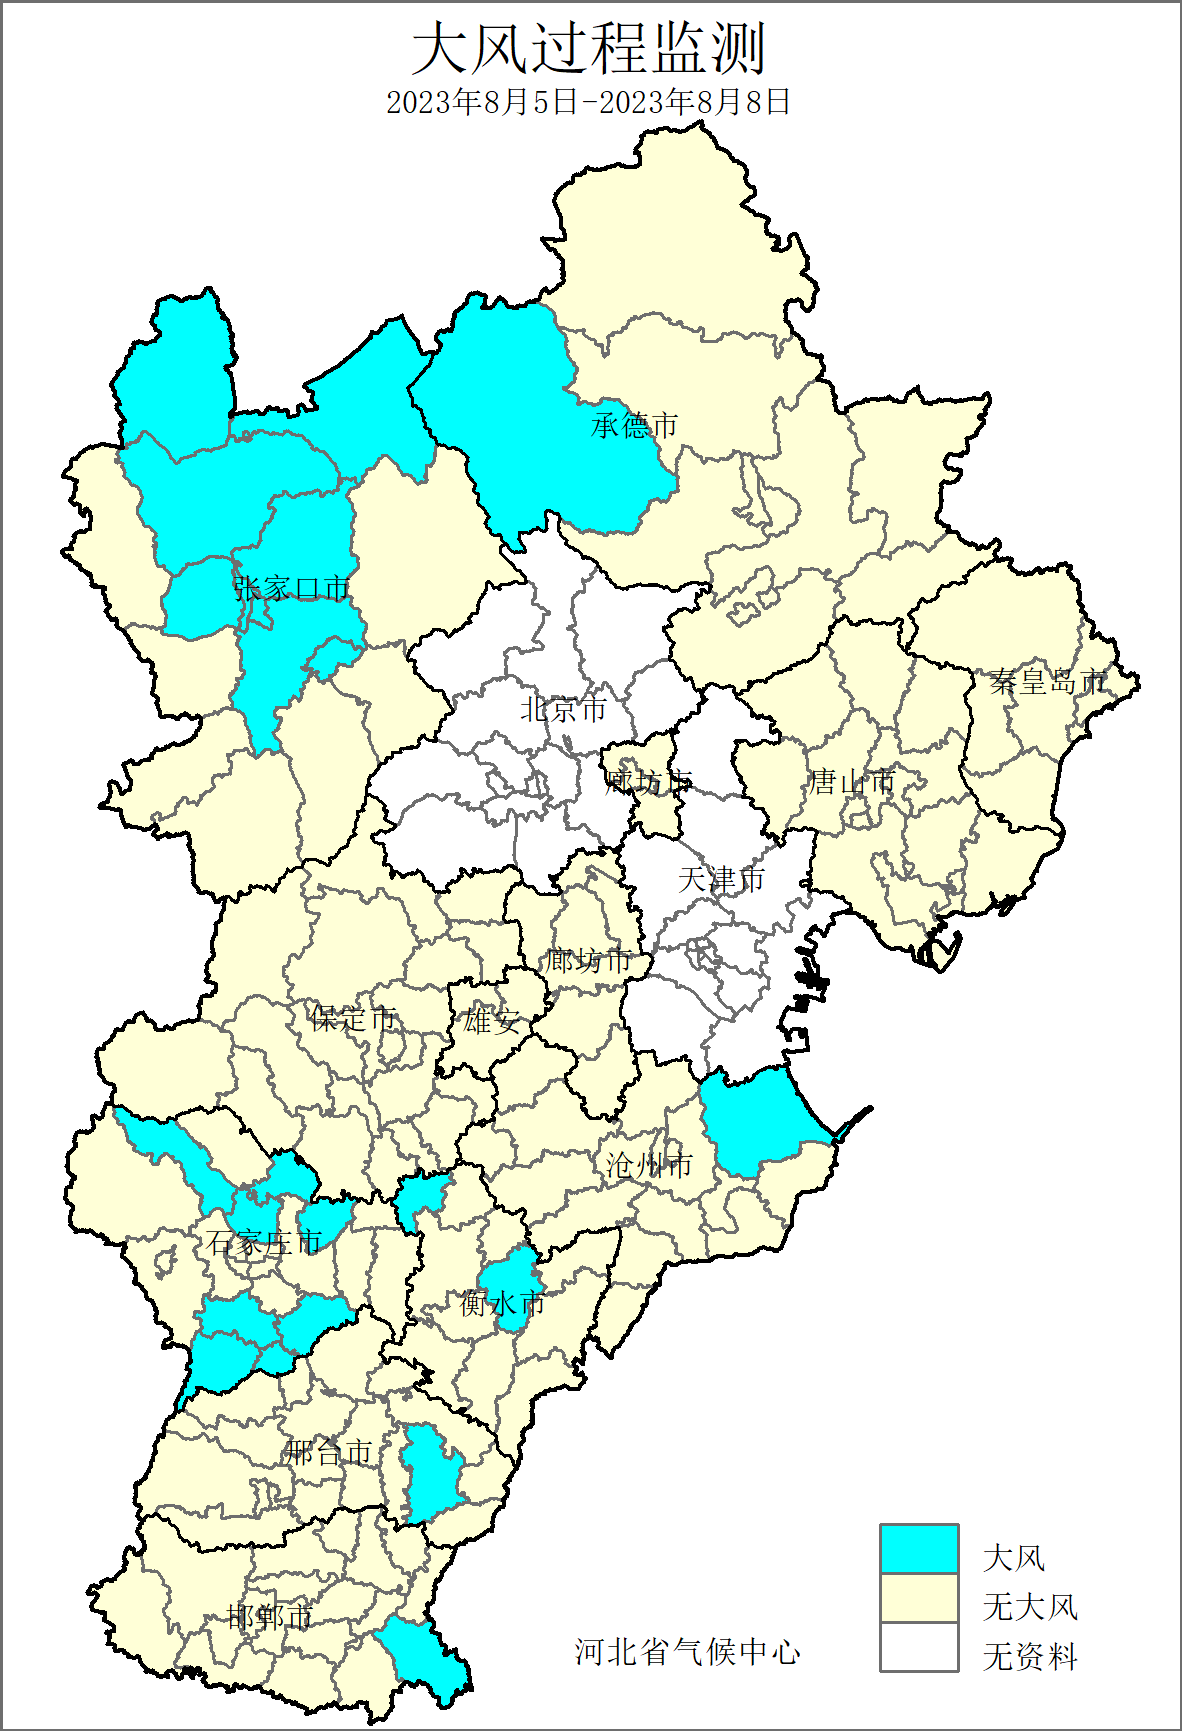 大风过程监测
2023年8月5日-2023年8月8日
承德市
张家口市
秦皇岛市
北京市
廊坊市
唐山市
天津市
廊坊市
保定市
雄安
沧州市
石家庄市
衡水市
邢台市
邯郸市
大风
无大风
无资料
河北省气候中心